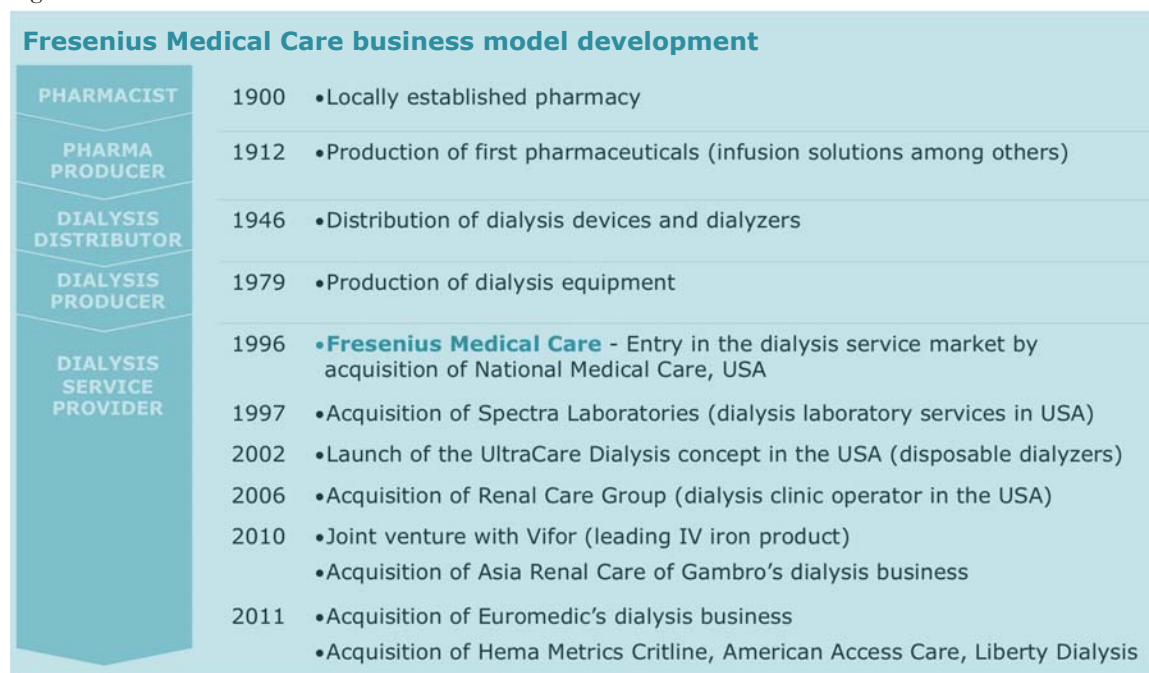 Fresenius Medical Care business model development
PHARMACIST
1900 •Locally established pharmacy
PHARMA
PRODUCER
1912 •Production of first pharmaceuticals (infusion solutions among others)
DIALYSIS
DISTRIBUTOR
1946 •Distribution of dialysis devices and dialyzers
DIALYSIS
PRODUCER
1979 •Production of dialysis equipment
DIALYSIS
SERVICE
PROVIDER
1996 •Fresenius Medical Care - Entry in the dialysis service market by
acquisition of National Medical Care, USA
1997 •Acquisition of Spectra Laboratories (dialysis laboratory services in USA)
2002 •Launch of the UltraCare Dialysis concept in the USA (disposable dialyzers)
2006 •Acquisition of Renal Care Group (dialysis clinic operator in the USA)
2010 •Joint venture with Vifor (leading IV iron product)
•Acquisition of Asia Renal Care of Gambro's dialysis business
2011 •Acquisition of Euromedic's dialysis business
•Acquisition of Hema Metrics Critline, American Access Care, Liberty Dialysis